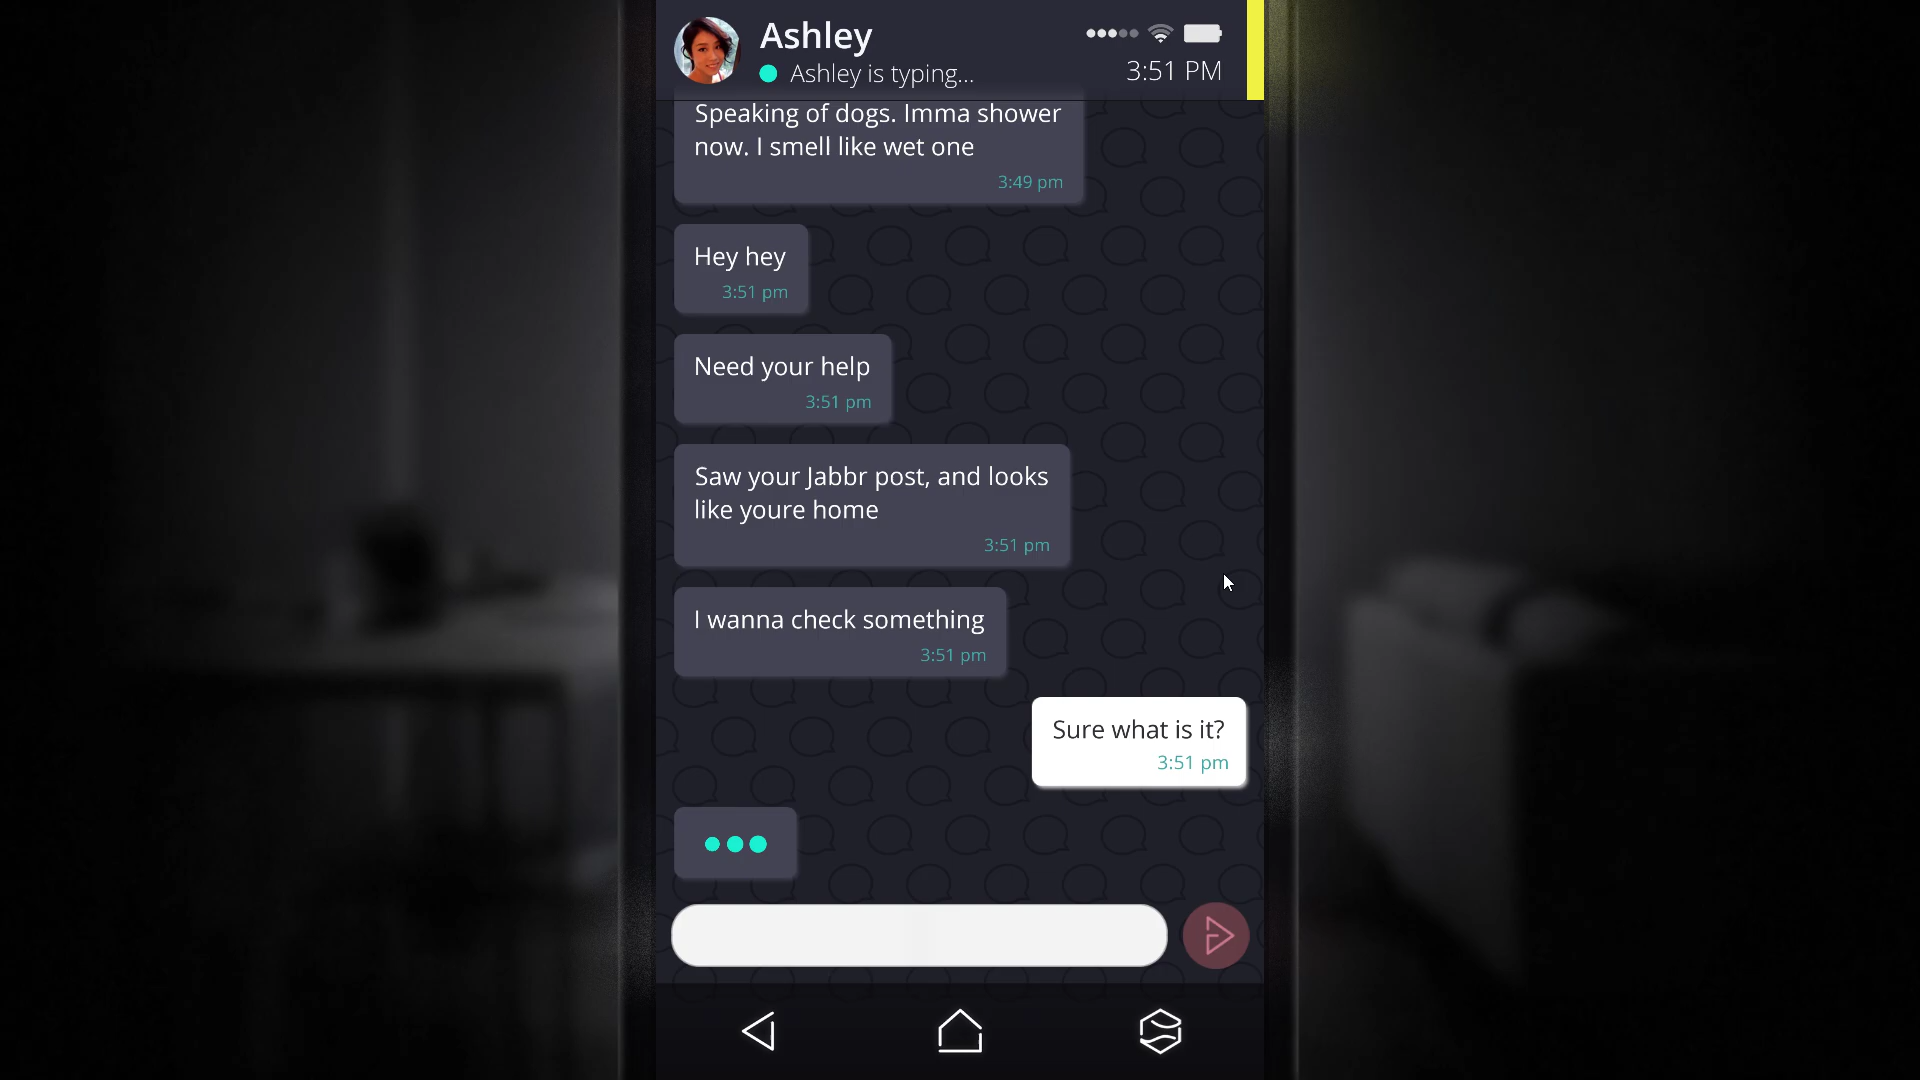 Ashley
Ashley is typing...
3:51 PM
Speaking of dogs. Imma shower
now. I smell like wet one
3:49 pm
Hey hey
3:51 pm
Need your help
3:51 pm
Saw your Jabbr post, and looks
like youre home
3:51 pm
I wanna check something
3:51 pm
Sure what is it?
3:51 pm